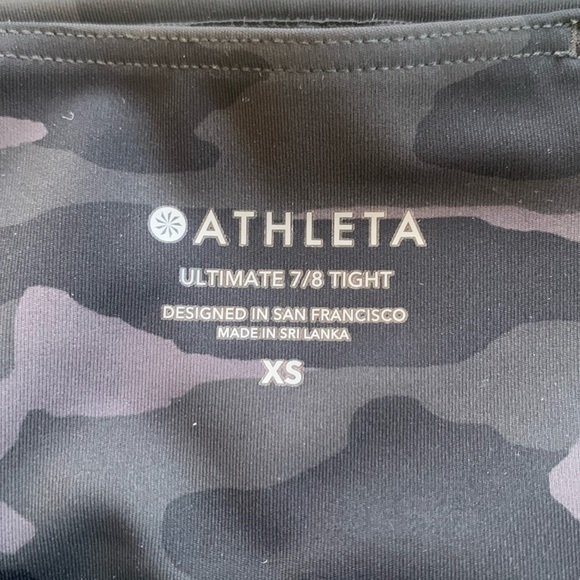 ATHLETA
ULTIMATE 7/8 TIGHT
DESIGNED IN SAN FRANCISCO
MADE IN SRI LANKA
XS